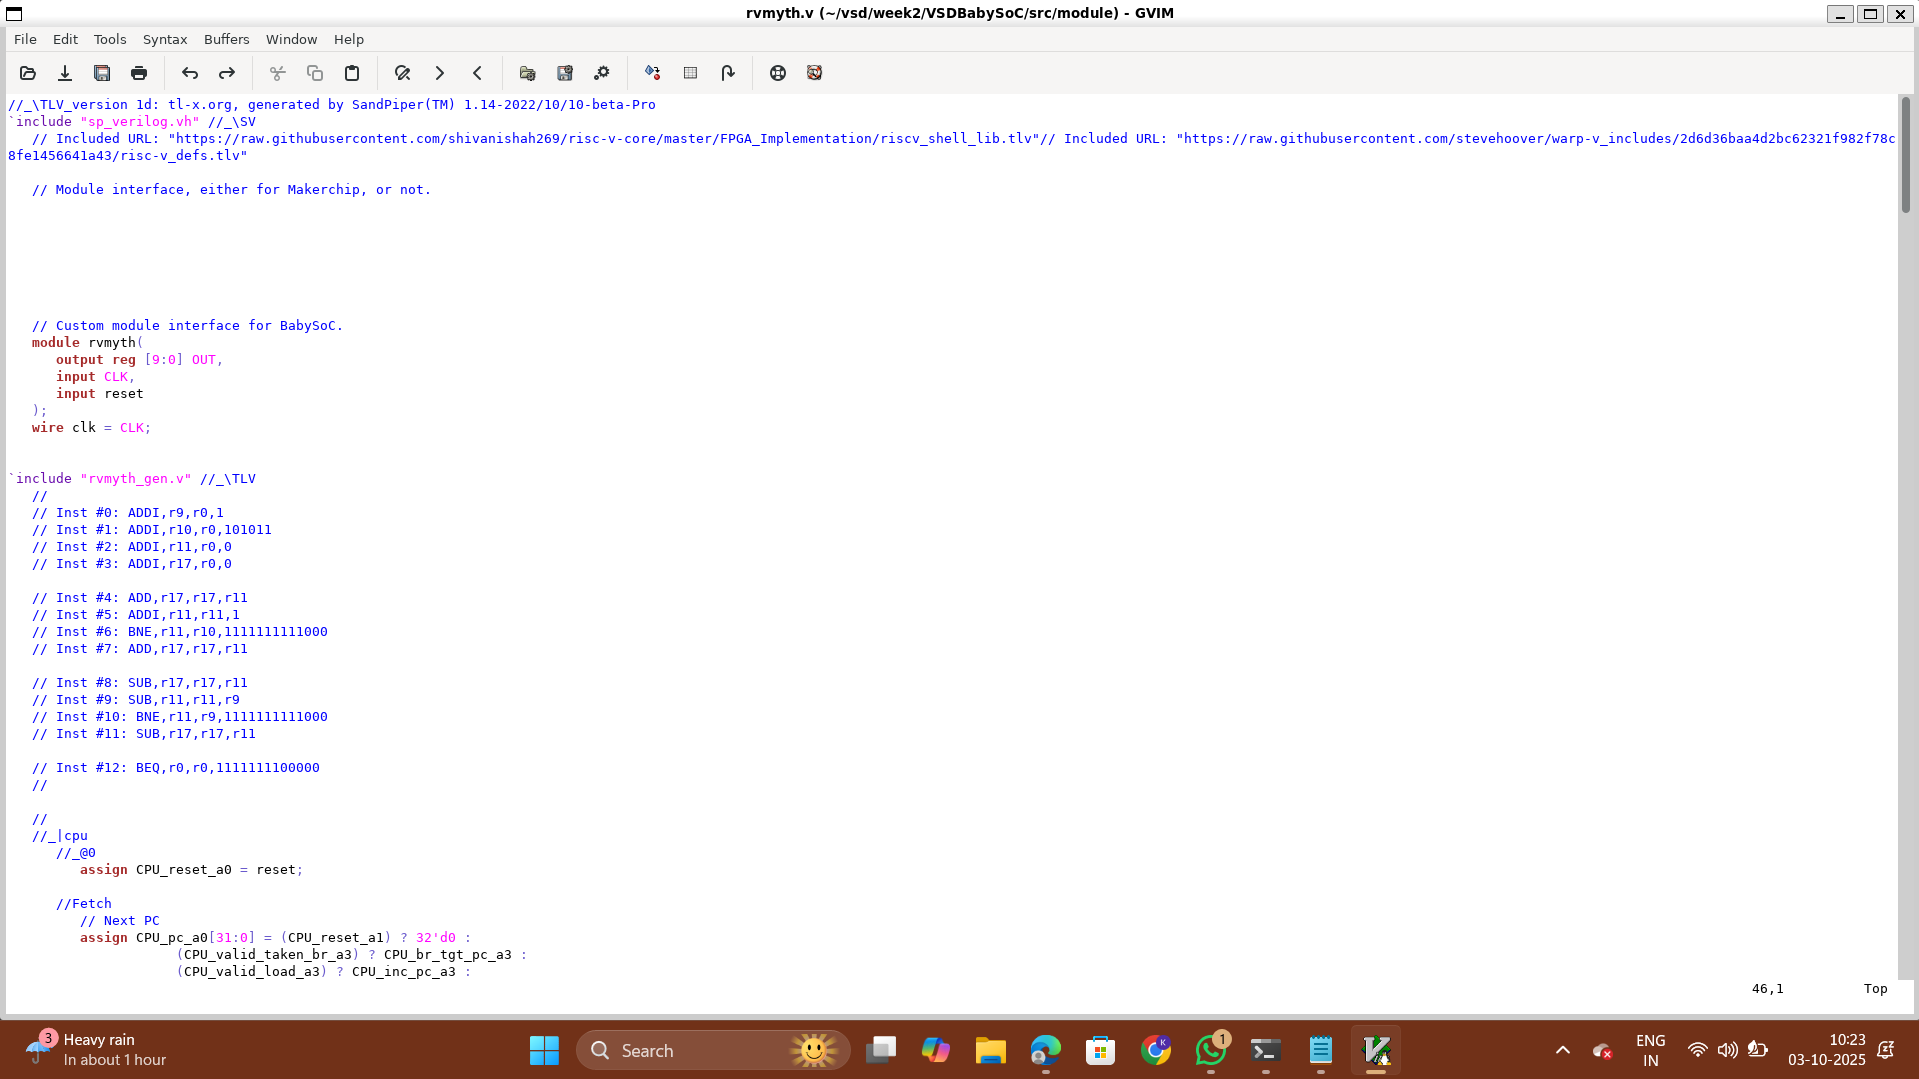 rvmyth.v (~/vsd/week2/VSDBabySoC/src/module) - GVIM
File Edit Tools Syntax Buffers Window Help
//_\TLV_version 1d: tl-x.org, generated by SandPiper(TM) 1.14-2022/10/10-beta-Pro
`include "sp_verilog.vh" //_\SV
// Included URL: "https://raw.githubusercontent.com/shivanishah269/risc-v-core/master/FPGA_Implementation/riscv_shell_lib.tlv"// Included URL: "https://raw.githubusercontent.com/stevehoover/warp-v_includes/2d6d36baa4d2bc62321f982f78c
8fe1456641a43/risc-v_defs.tlv"
// Module interface, either for Makerchip, or not.
// Custom module interface for BabySoC.
module rvmyth(
output reg [9:0] OUT,
input CLK,
input reset
);
wire clk = CLK;
`include "rvmyth_gen.v" //_\TLV
//
// Inst #0: ADDI,r9,r0,1
// Inst #1: ADDI,r10,r0,101011
// Inst #2: ADDI,r11,r0,0
// Inst #3: ADDI,r17,r0,0
// Inst #4: ADD,r17,r17,r11
// Inst #5: ADDI,r11,r11,1
// Inst #6: BNE,r11,r10,1111111111000
// Inst #7: ADD,r17,r17,r11
// Inst #8: SUB,r17,r17,r11
// Inst #9: SUB,r11,r11,r9
// Inst #10: BNE,r11,r9,1111111111000
// Inst #11: SUB,r17,r17,r11
// Inst #12: BEQ,r0,r0,1111111100000
//
//
//_|cpu
//_@0
assign CPU_reset_a0 = reset;
//Fetch
// Next PC
assign CPU_pc_a0[31:0] = (CPU_reset_a1) ? 32'd0 :
(CPU_valid_taken_br_a3) ? CPU_br_tgt_pc_a3 :
(CPU_valid_load_a3) ? CPU_inc_pc_a3 :
46,1 Top
3
Heavy rain
In about 1 hour
Search
K
1
ENG
IN
10:23
03-10-2025